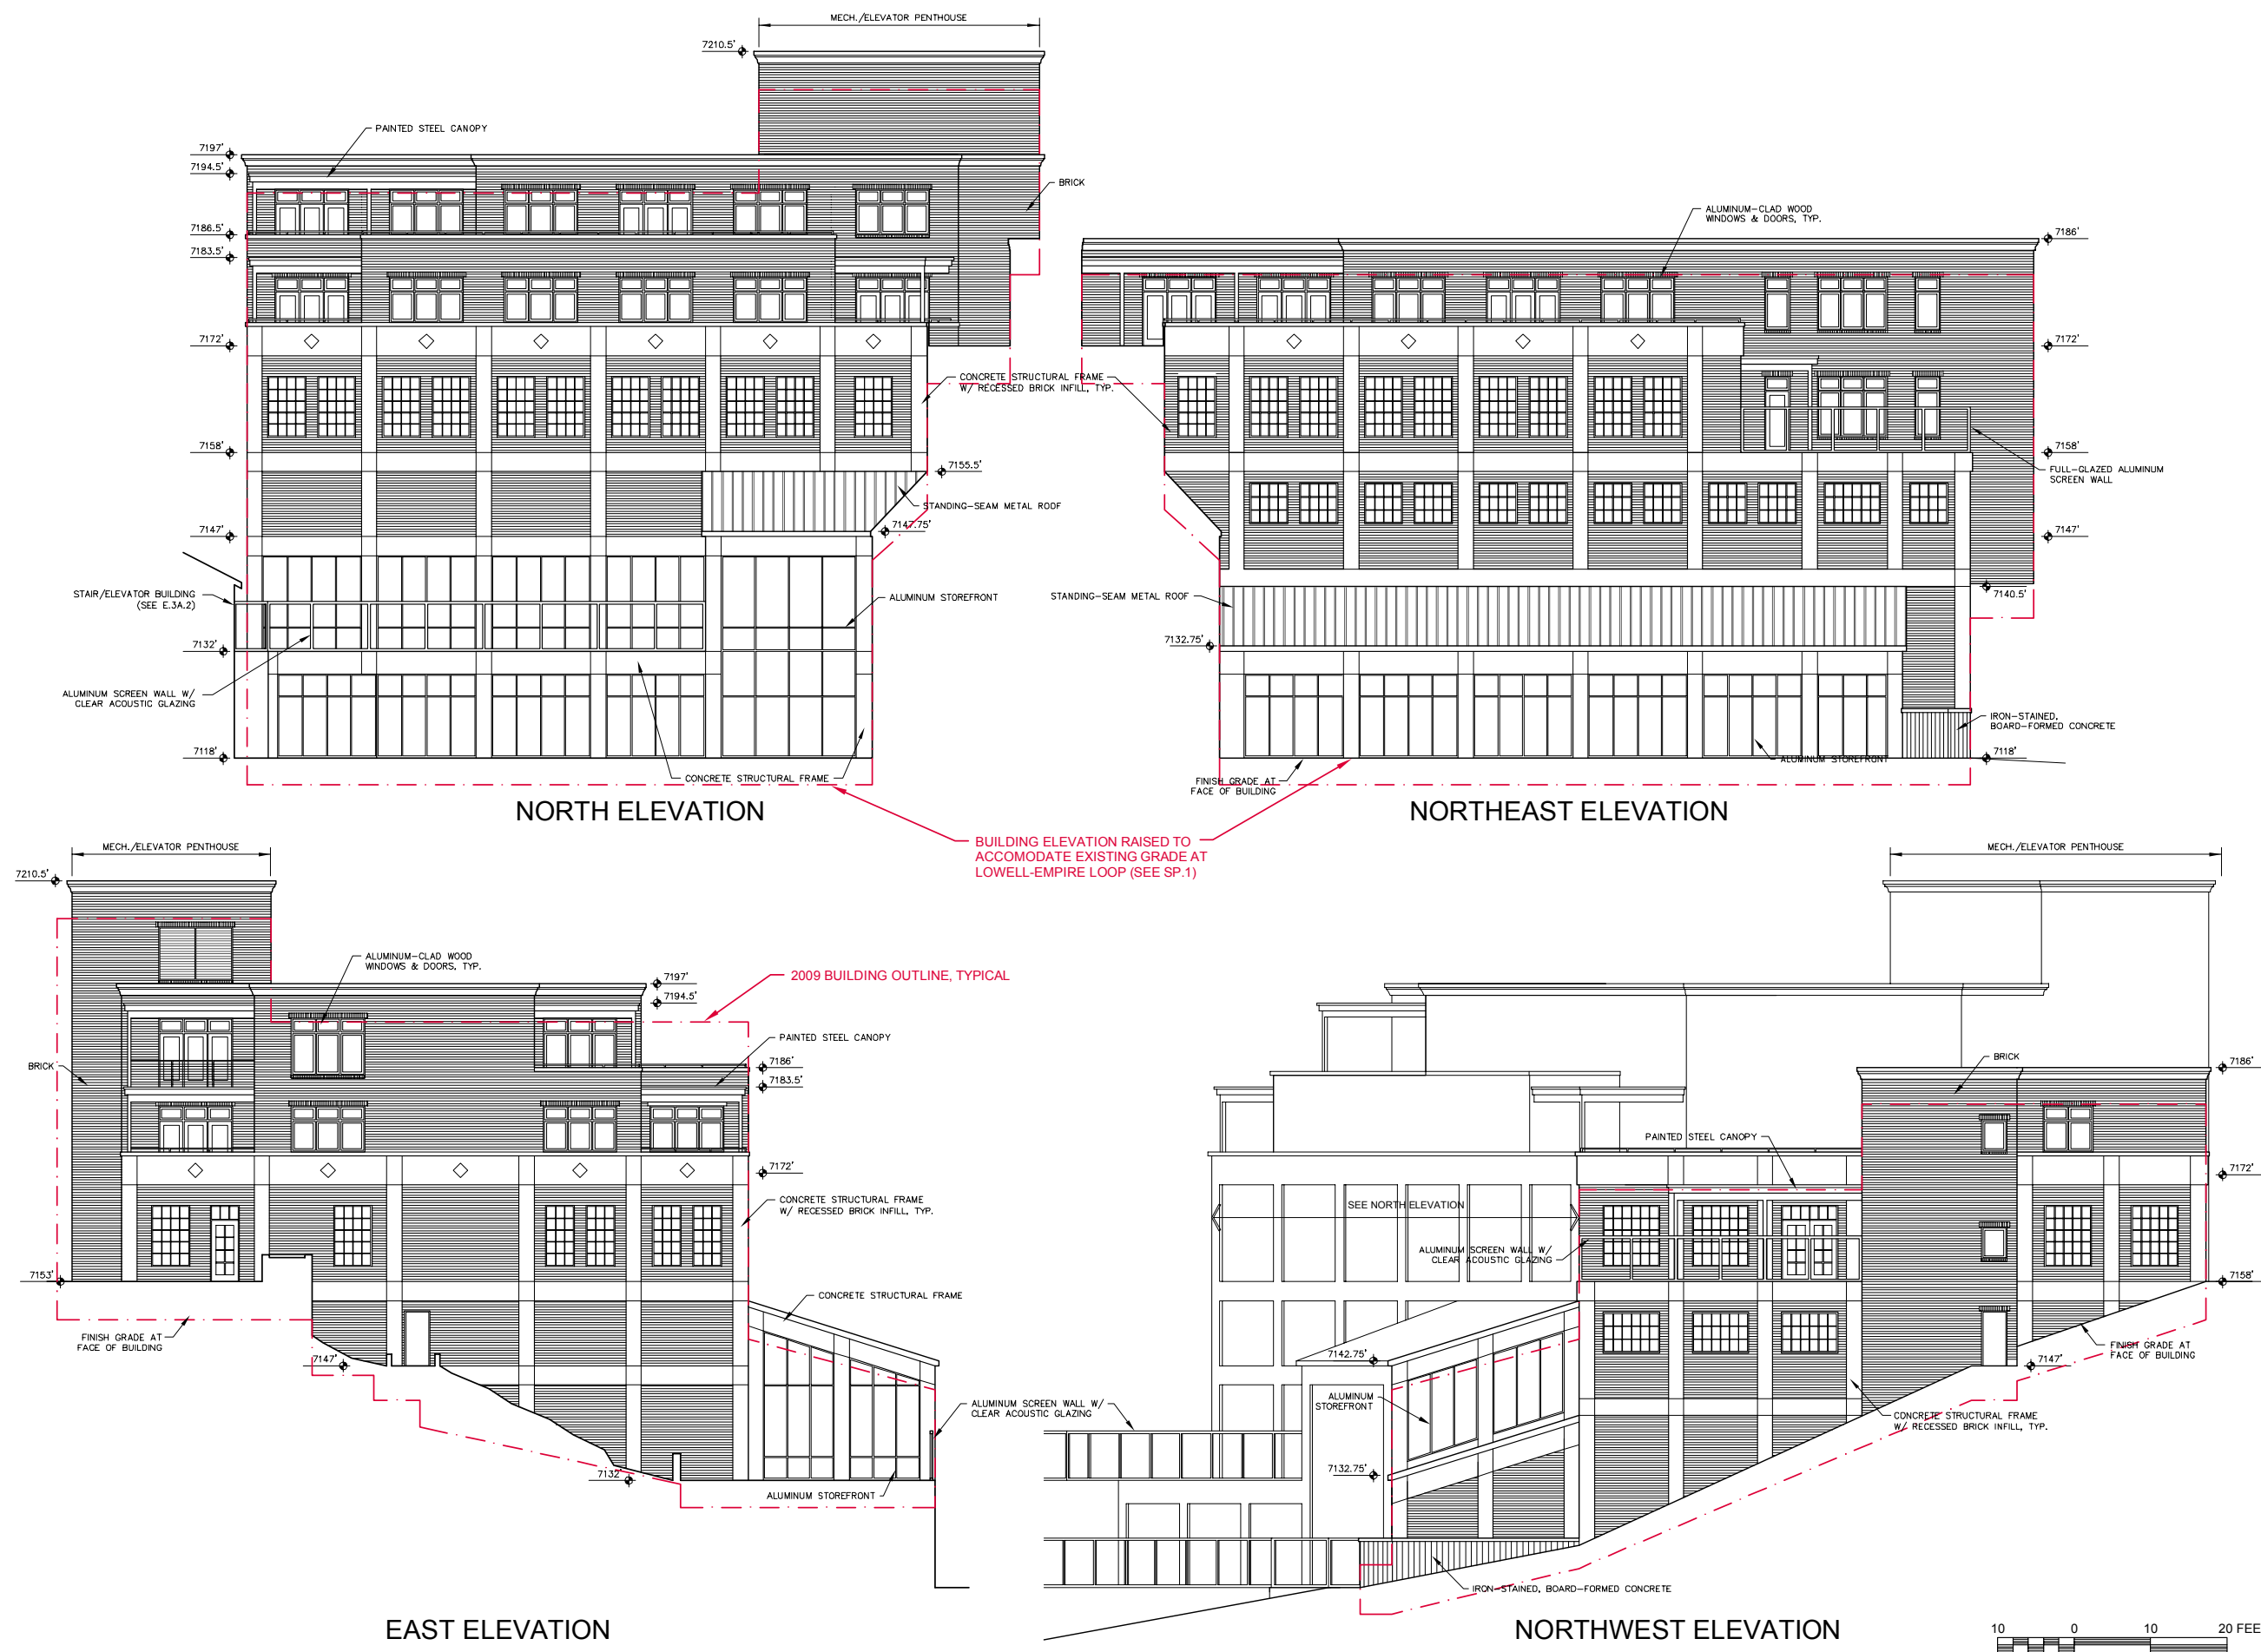 MECH./ELEVATOR PENTHOUSE
7210.5'
PAINTED STEEL CANOPY
7197'
7194.5'
BRICK
7186.5'
7183.5'
7172'
CONCRETE STRUCTURAL FRAME
W/ RECESSED BRICK INFILL, TYP.
7158'
7155.5'
STANDING-SEAM METAL ROOF
7147.75'
7147'
STAIR/ELEVATOR BUILDING
(SEE E.3A.2)
ALUMINUM STOREFRONT
7132'
ALUMINUM SCREEN WALL W/
CLEAR ACOUSTIC GLAZING
7118'
CONCRETE STRUCTURAL FRAME
NORTH ELEVATION
ALUMINUM-CLAD WOOD
WINDOWS & DOORS, TYP.
7186'
7172'
7158'
FULL-GLAZED ALUMINUM
SCREEN WALL
7147'
STANDING-SEAM METAL ROOF
7140.5'
7132.75'
IRON-STAINED,
BOARD-FORMED CONCRETE
7118'
ALUMINUM STOREFRONT
FINISH GRADE AT
FACE OF BUILDING
NORTHEAST ELEVATION
BUILDING ELEVATION RAISED TO
ACCOMODATE EXISTING GRADE AT
LOWELL-EMPIRE LOOP (SEE SP.1)
MECH./ELEVATOR PENTHOUSE
7210.5'
ALUMINUM-CLAD WOOD
WINDOWS & DOORS, TYP.
7197'
2009 BUILDING OUTLINE, TYPICAL
7194.5'
PAINTED STEEL CANOPY
BRICK
7186'
7183.5'
7172'
CONCRETE STRUCTURAL FRAME
W/ RECESSED BRICK INFILL, TYP.
7153'
CONCRETE STRUCTURAL FRAME
FINISH GRADE AT
FACE OF BUILDING
7147'
ALUMINUM SCREEN WALL W/
CLEAR ACOUSTIC GLAZING
7132'
ALUMINUM STOREFRONT
EAST ELEVATION
MECH./ELEVATOR PENTHOUSE
BRICK
7186'
PAINTED STEEL CANOPY
7172'
SEE NORTH ELEVATION
ALUMINUM SCREEN WALL W/
CLEAR ACOUSTIC GLAZING
7158'
FINISH GRADE AT
FACE OF BUILDING
7142.75'
7147'
ALUMINUM
STOREFRONT
CONCRETE STRUCTURAL FRAME
W/ RECESSED BRICK INFILL, TYP.
7132.75'
IRON-STAINED, BOARD-FORMED CONCRETE
NORTHWEST ELEVATION
10 0 10 20 FEE